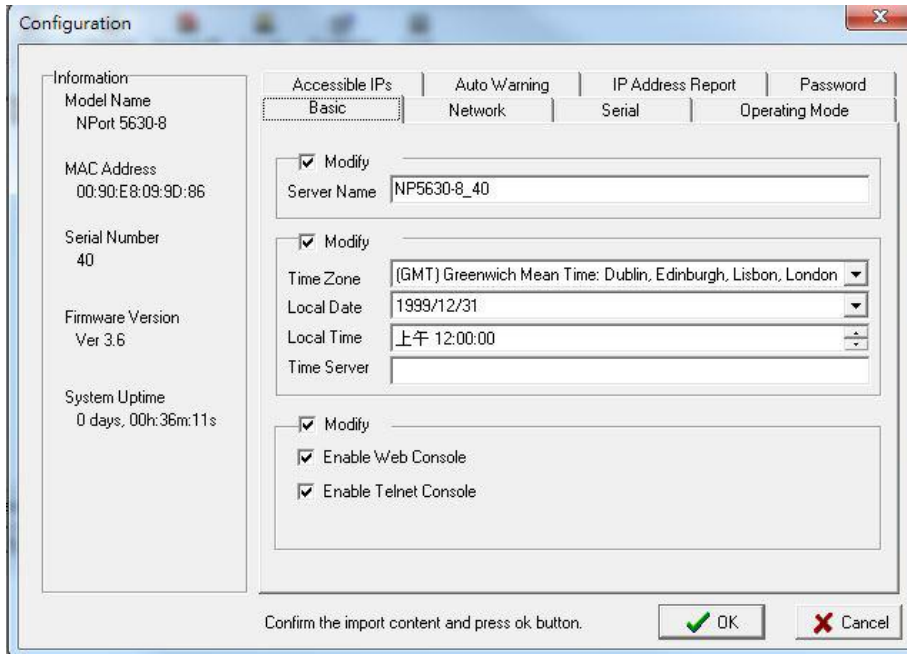 Configuration
Information
Model Name
NPort 5630-8
MAC Address
00:90:E8:09:9D:86
Serial Number
40
Firmware Version
Ver 3.6
System Uptime
0 days, 00h:36m:11s
Accessible IPs
Auto Warning
IP Address Report
Password
Basic
Network
Serial
Operating Mode
Modify
Server Name NP5630-8_40
Modify
Time Zone (GMT) Greenwich Mean Time: Dublin, Edinburgh, Lisbon, London
Local Date 1999/12/31
Local Time 上午 12:00:00
Time Server
Modify
Enable Web Console
Enable Telnet Console
Confirm the import content and press ok button.
OK
Cancel